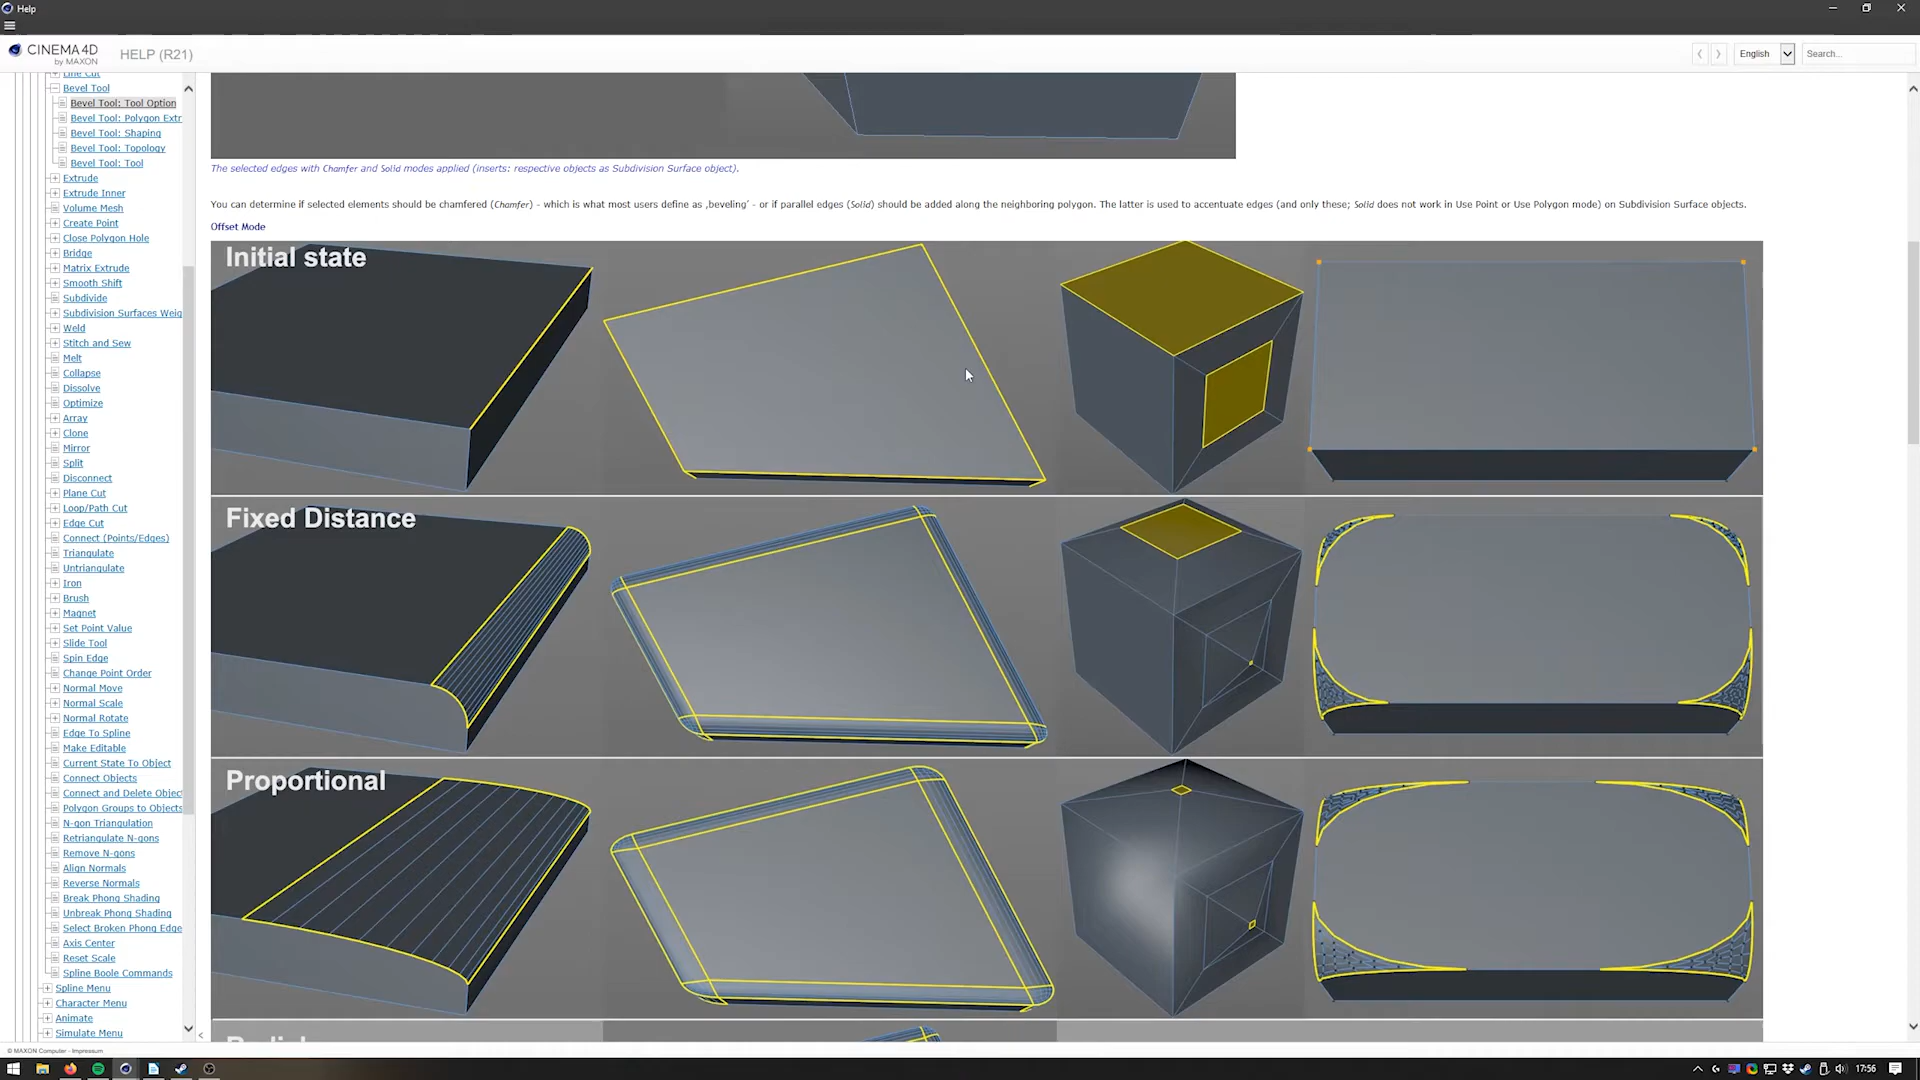 Help
CINEMA 4D
by MAXON
HELP (R21)
English
Search...
Line Cut
Bevel Tool
Bevel Tool: Tool Option
Bevel Tool: Polygon Extr
Bevel Tool: Shaping
Bevel Tool: Topology
Bevel Tool: Tool
Extrude
Extrude Inner
Volume Mesh
Create Point
Close Polygon Hole
Bridge
Matrix Extrude
Smooth Shift
Subdivide
Subdivision Surfaces Weig
Weld
Stitch and Sew
Melt
Collapse
Dissolve
Optimize
Array
Clone
Mirror
Split
Disconnect
Plane Cut
Loop/Path Cut
Edge Cut
Connect (Points/Edges)
Triangulate
Untriangulate
Iron
Brush
Magnet
Set Point Value
Slide Tool
Spin Edge
Change Point Order
Normal Move
Normal Scale
Normal Rotate
Edge To Spline
Make Editable
Current State To Object
Connect Objects
Connect and Delete Objec
Polygon Groups to Objects
N-gon Triangulation
Retriangulate N-gons
Remove N-gons
Align Normals
Reverse Normals
Break Phong Shading
Unbreak Phong Shading
Select Broken Phong Edge
Axis Center
Reset Scale
Spline Boole Commands
Spline Menu
Character Menu
Animate
Simulate Menu
The selected edges with Chamfer and Solid modes applied (inserts: respective objects as Subdivision Surface object).
You can determine if selected elements should be chamfered (Chamfer) - which is what most users define as ‚beveling' - or if parallel edges (Solid) should be added along the neighboring polygon. The latter is used to accentuate edges (and only these; Solid does not work in Use Point or Use Polygon mode) on Subdivision Surface objects.
Offset Mode
Initial state
Fixed Distance
Proportional
© MAXON Computer - Impressum
17:56